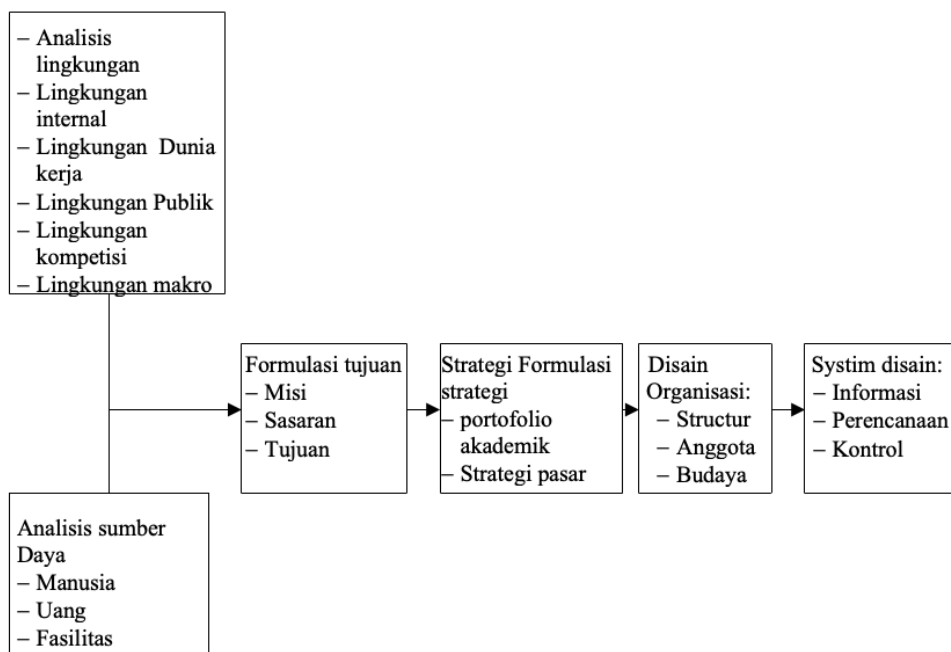 – Analisis
lingkungan
– Lingkungan
internal
– Lingkungan Dunia
kerja
– Lingkungan Publik
– Lingkungan
kompetisi
– Lingkungan makro
Formulasi tujuan
– Misi
– Sasaran
– Tujuan
Strategi Formulasi
strategi
– portofolio
akademik
– Strategi pasar
Disain
Organisasi:
– Structur
– Anggota
– Budaya
Systim disain:
– Informasi
– Perencanaan
– Kontrol
Analisis sumber
Daya
– Manusia
– Uang
– Fasilitas